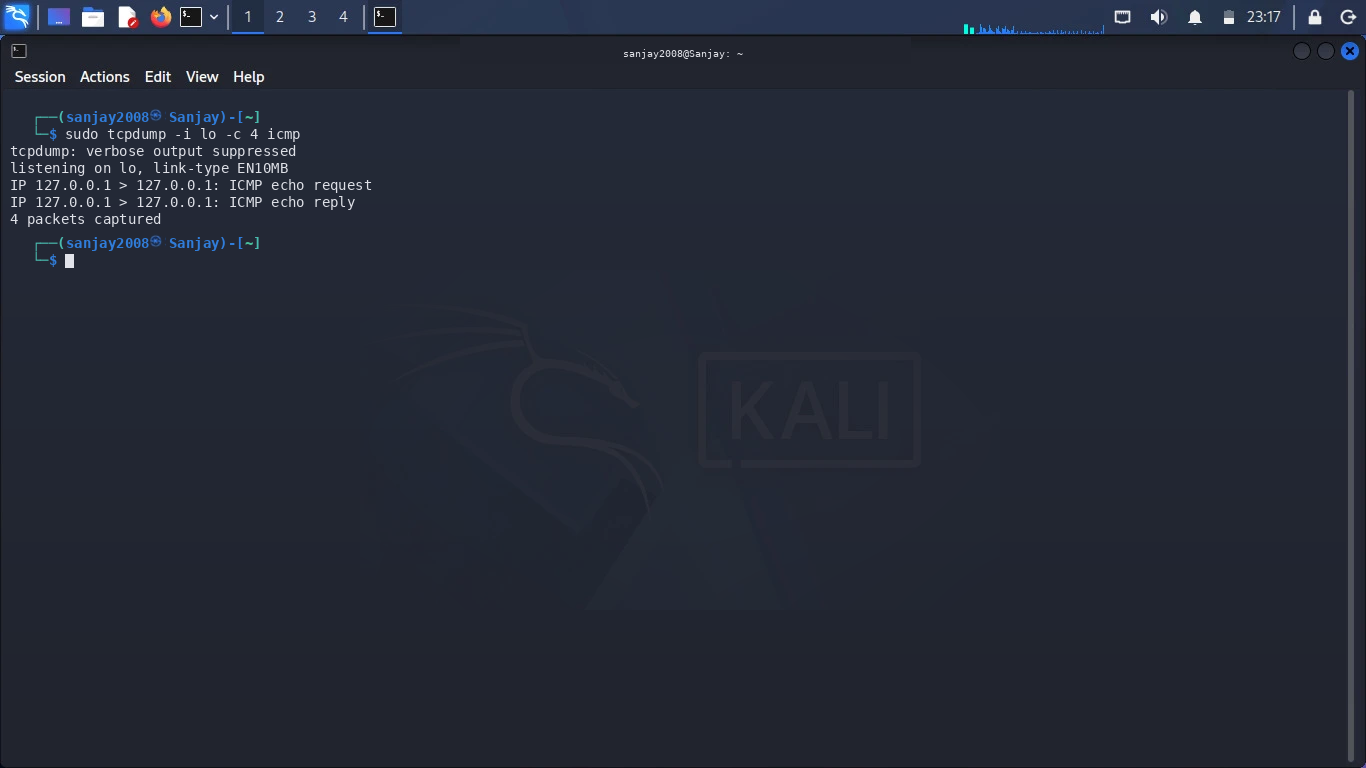 1 2 3 4 23:17
sanjay2008@Sanjay: ~
Session Actions Edit View Help
┌──(sanjay2008㉿ Sanjay)-[~]
└─$ sudo tcpdump -i lo -c 4 icmp
tcpdump: verbose output suppressed
listening on lo, link-type EN10MB
IP 127.0.0.1 > 127.0.0.1: ICMP echo request
IP 127.0.0.1 > 127.0.0.1: ICMP echo reply
4 packets captured
┌──(sanjay2008㉿ Sanjay)-[~]
└─$
KALI